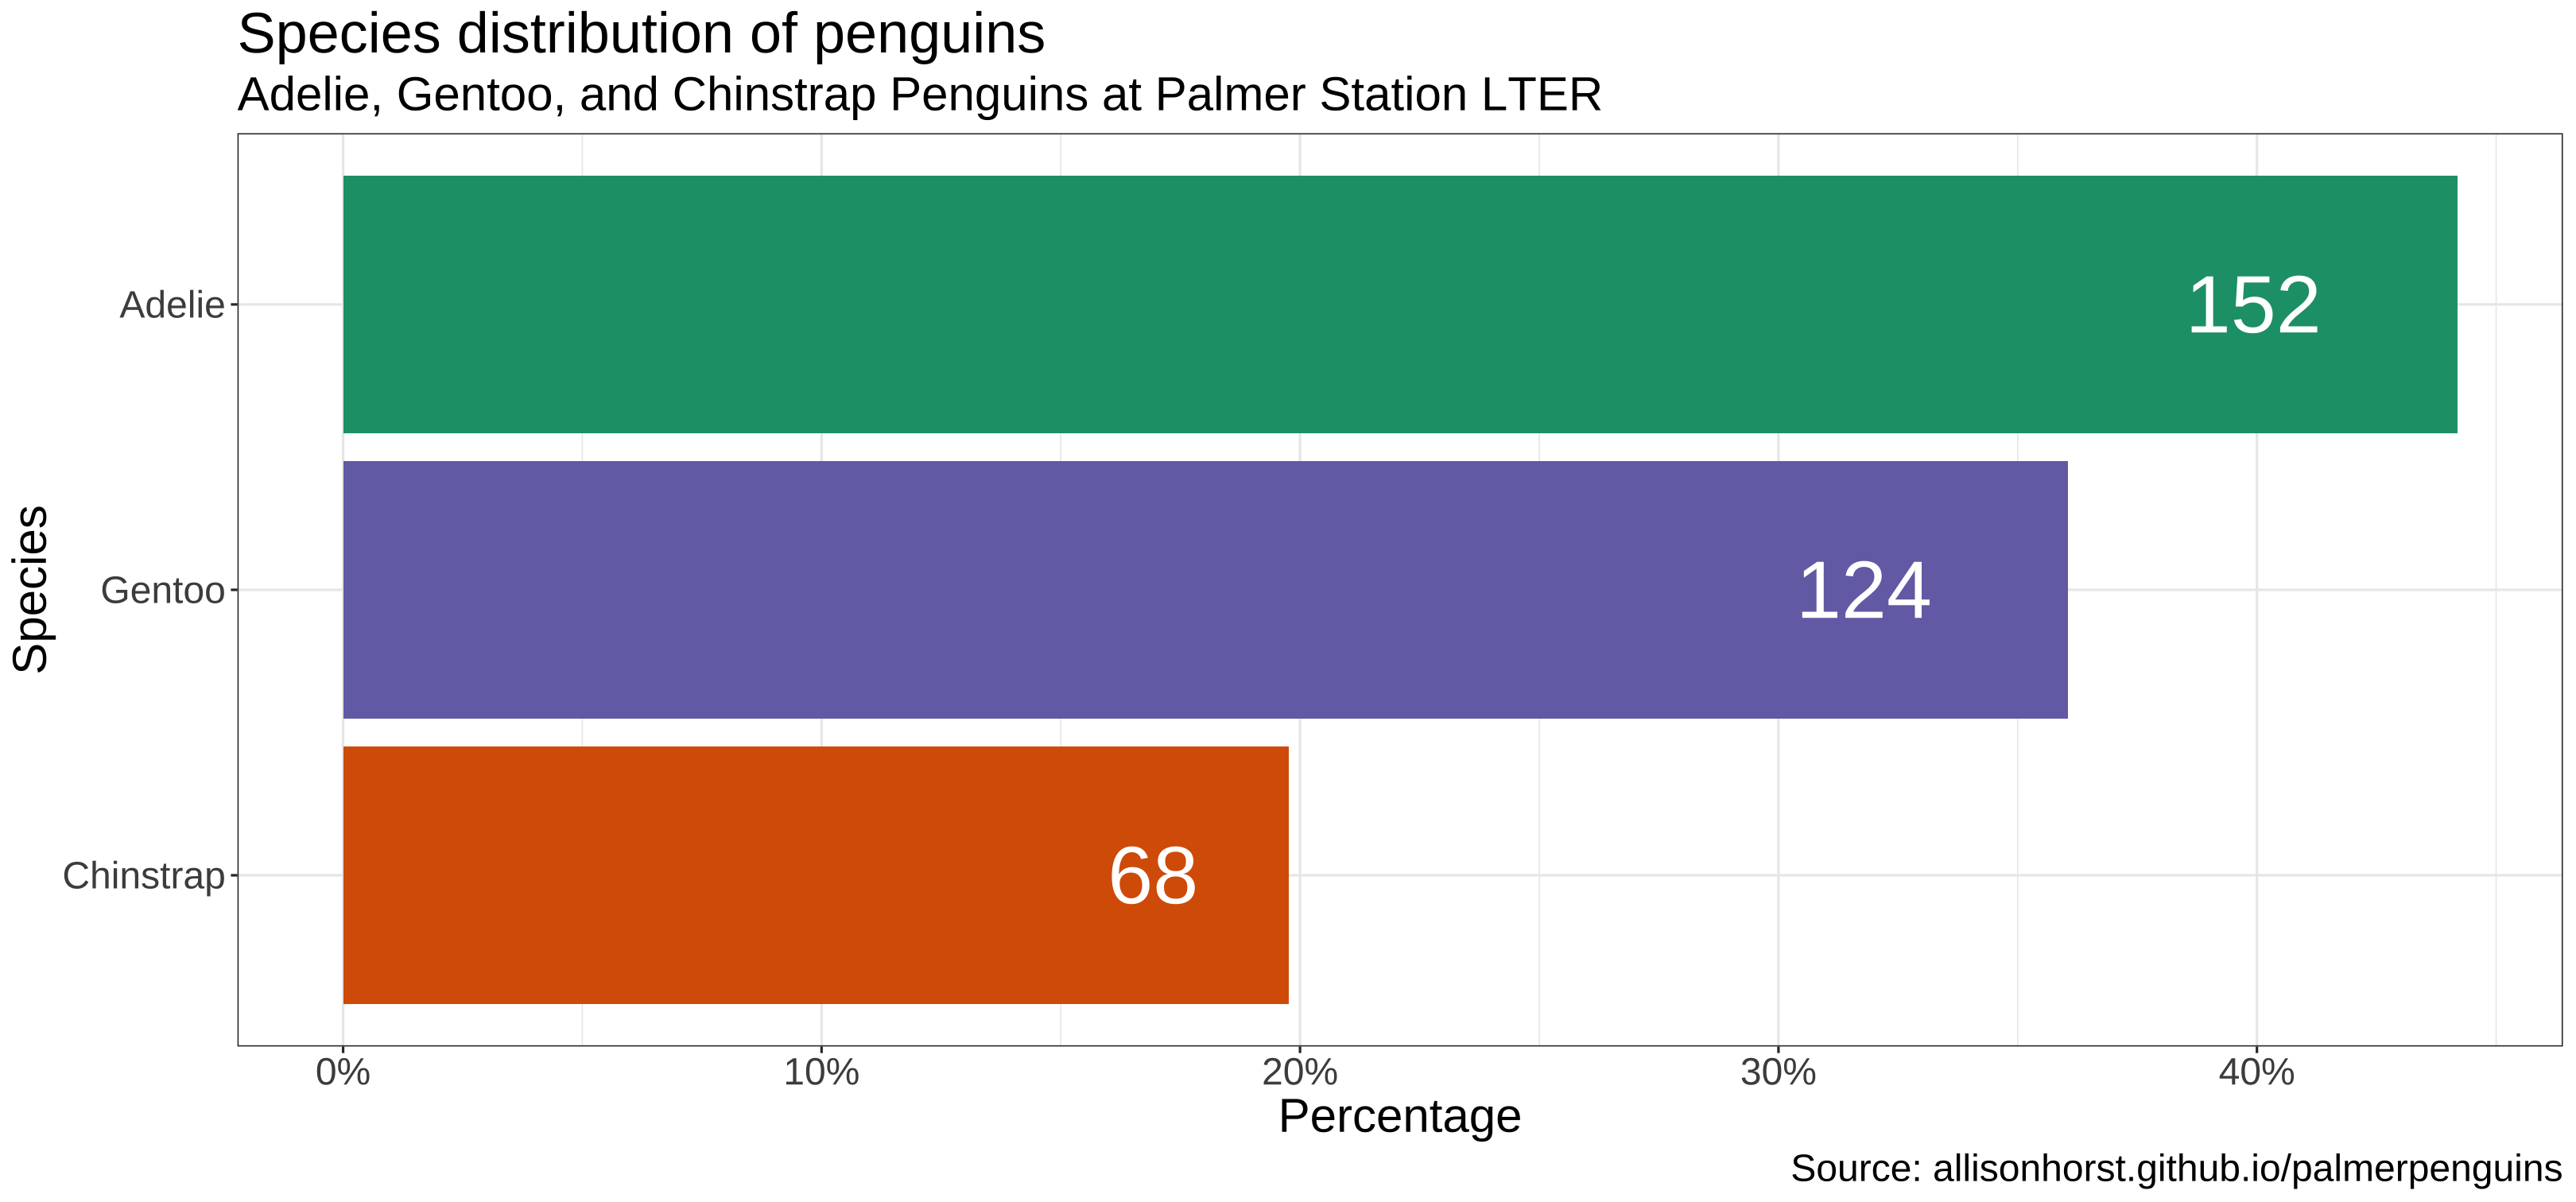 Species distribution of penguins
Adelie, Gentoo, and Chinstrap Penguins at Palmer Station LTER
Species
Adelie
152
Gentoo
124
Chinstrap
68
0% 10% 20% 30% 40%
Percentage
Source: allisonhorst.github.io/palmerpenguins